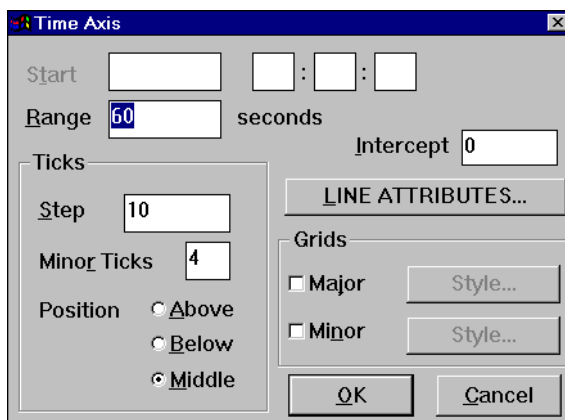 Time Axis
Start : :
Range 60 seconds
Intercept 0
Ticks
Step 10
Minor Ticks 4
Position Above
Below
Middle
LINE ATTRIBUTES...
Grids
Major Style...
Minor Style...
OK Cancel